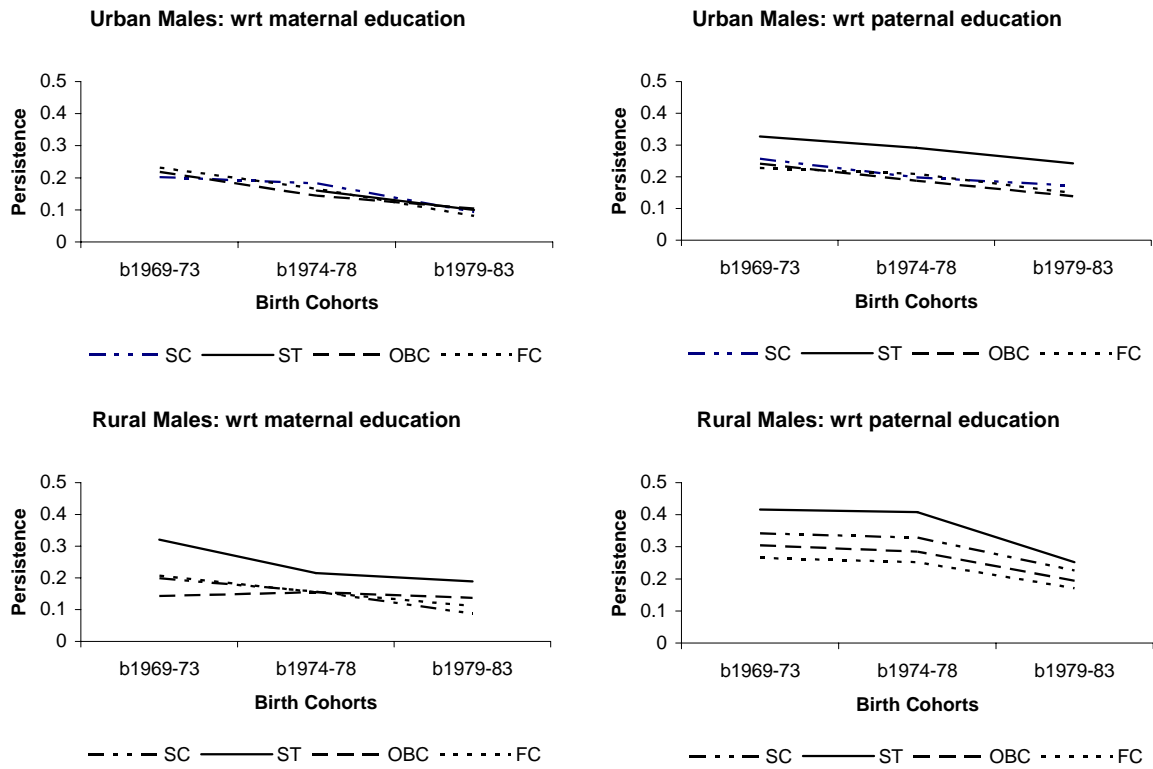 Urban Males: wrt maternal education
0.5
0.4
0.3
0.2
0.1
0
Persistence
b1969-73 b1974-78 b1979-83
Birth Cohorts
SC ST OBC FC
Urban Males: wrt paternal education
0.5
0.4
0.3
0.2
0.1
0
Persistence
b1969-73 b1974-78 b1979-83
Birth Cohorts
SC ST OBC FC
Rural Males: wrt maternal education
0.5
0.4
0.3
0.2
0.1
0
Persistence
b1969-73 b1974-78 b1979-83
Birth Cohorts
SC ST OBC FC
Rural Males: wrt paternal education
0.5
0.4
0.3
0.2
0.1
0
Persistence
b1969-73 b1974-78 b1979-83
Birth Cohorts
SC ST OBC FC